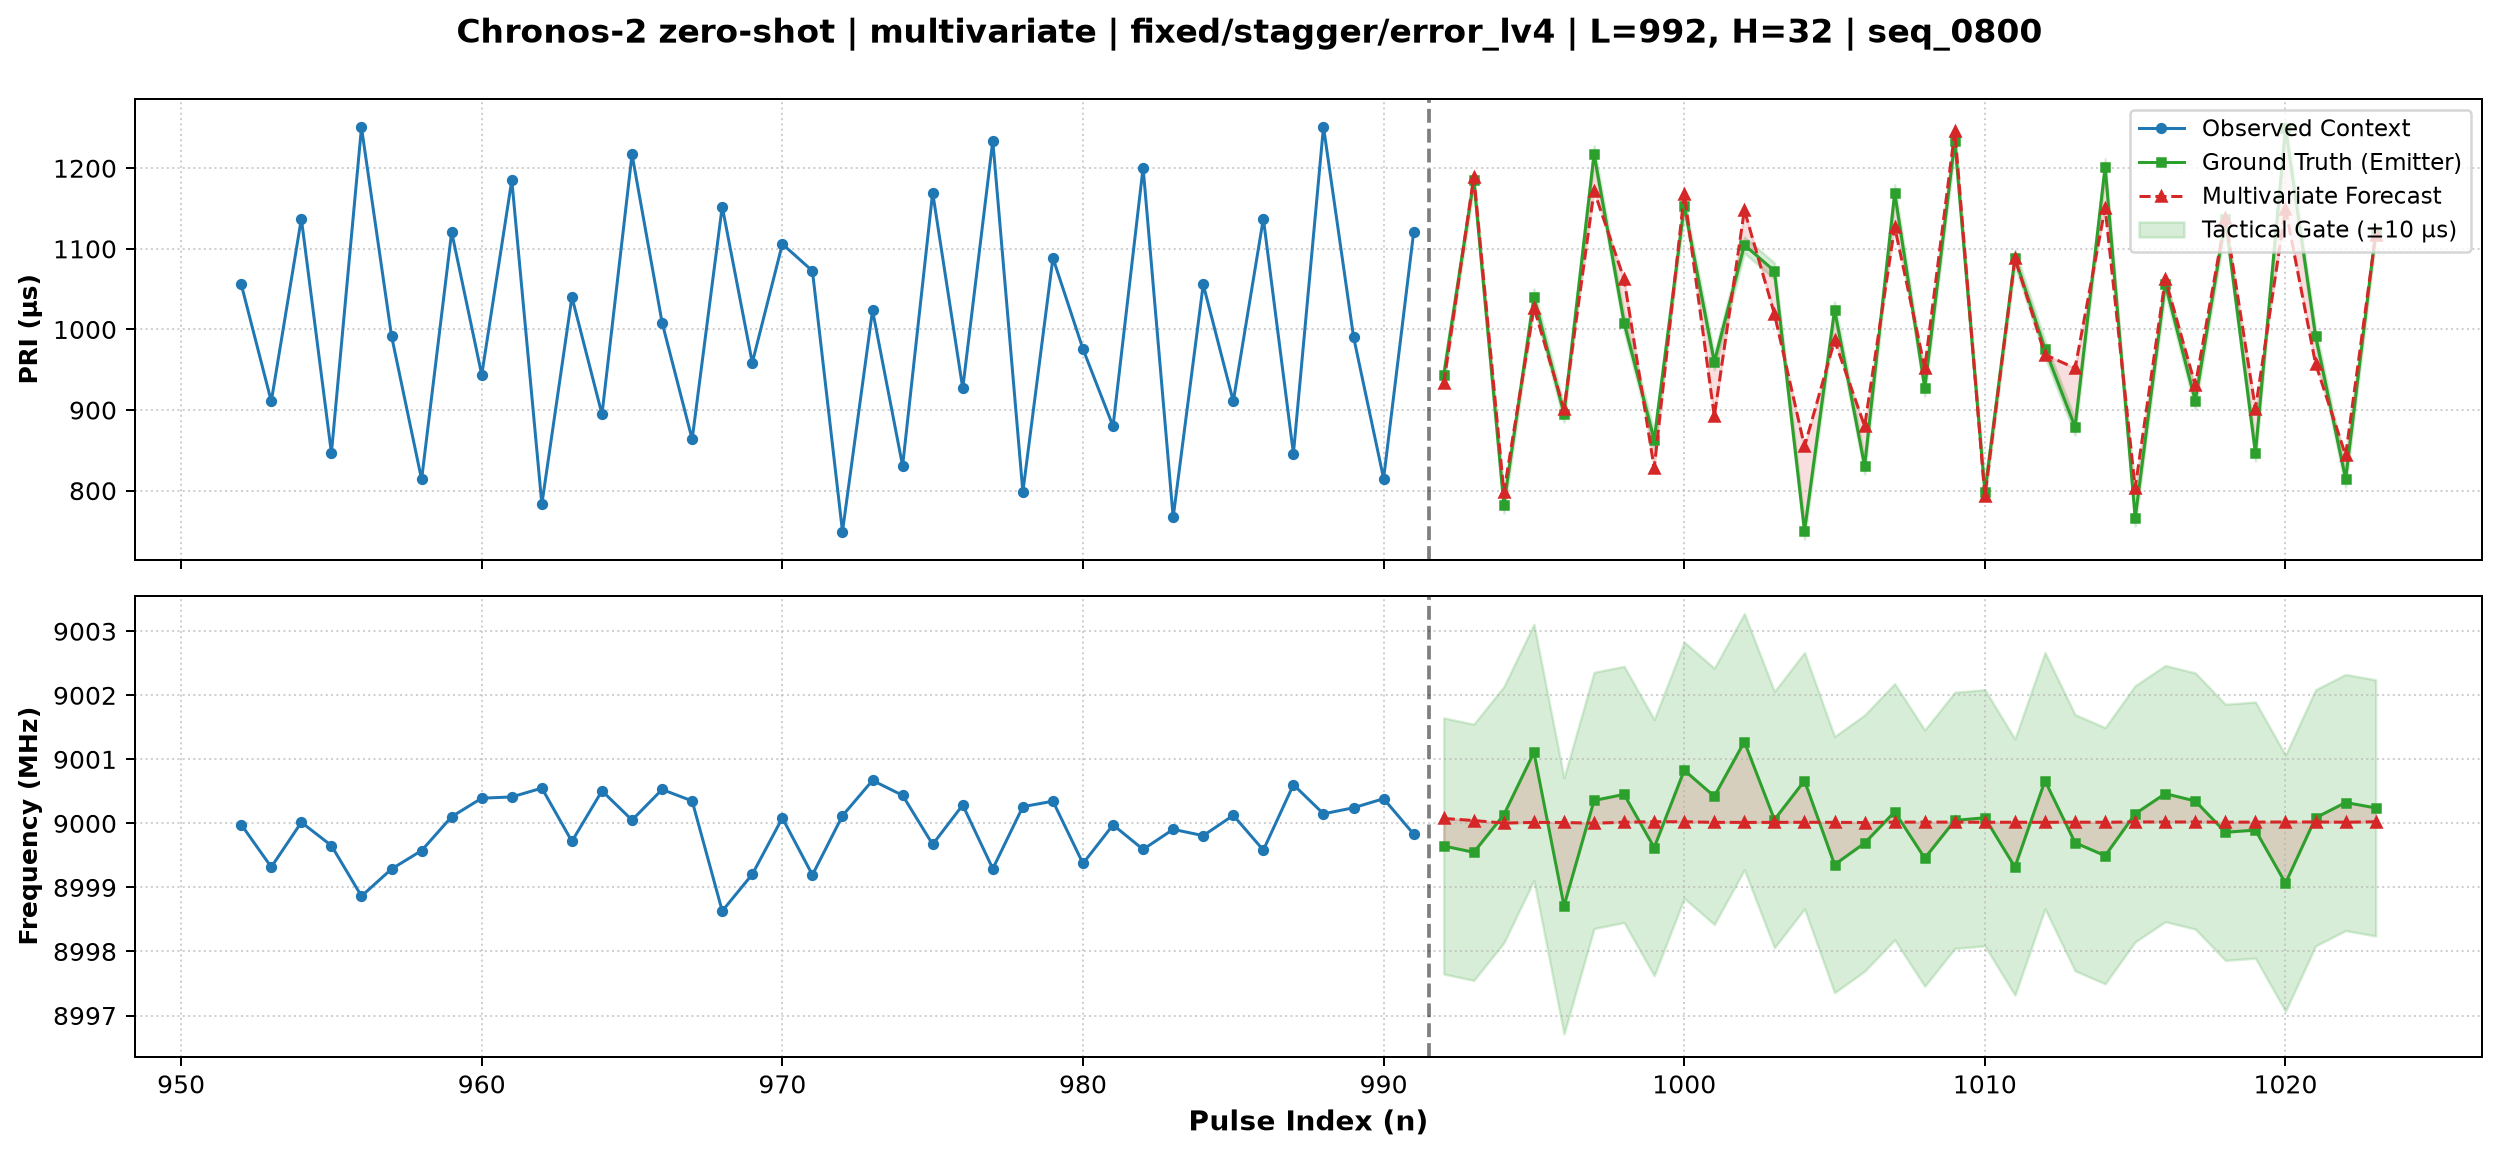 Chronos-2 zero-shot | multivariate | fixed/stagger/error_lv4 | L=992, H=32 | seq_0800
PRI (µs)
1200
1100
1000
900
800
Observed Context
Ground Truth (Emitter)
Multivariate Forecast
Tactical Gate (±10 µs)
Frequency (MHz)
9003
9002
9001
9000
8999
8998
8997
950 960 970 980 990 1000 1010 1020
Pulse Index (n)